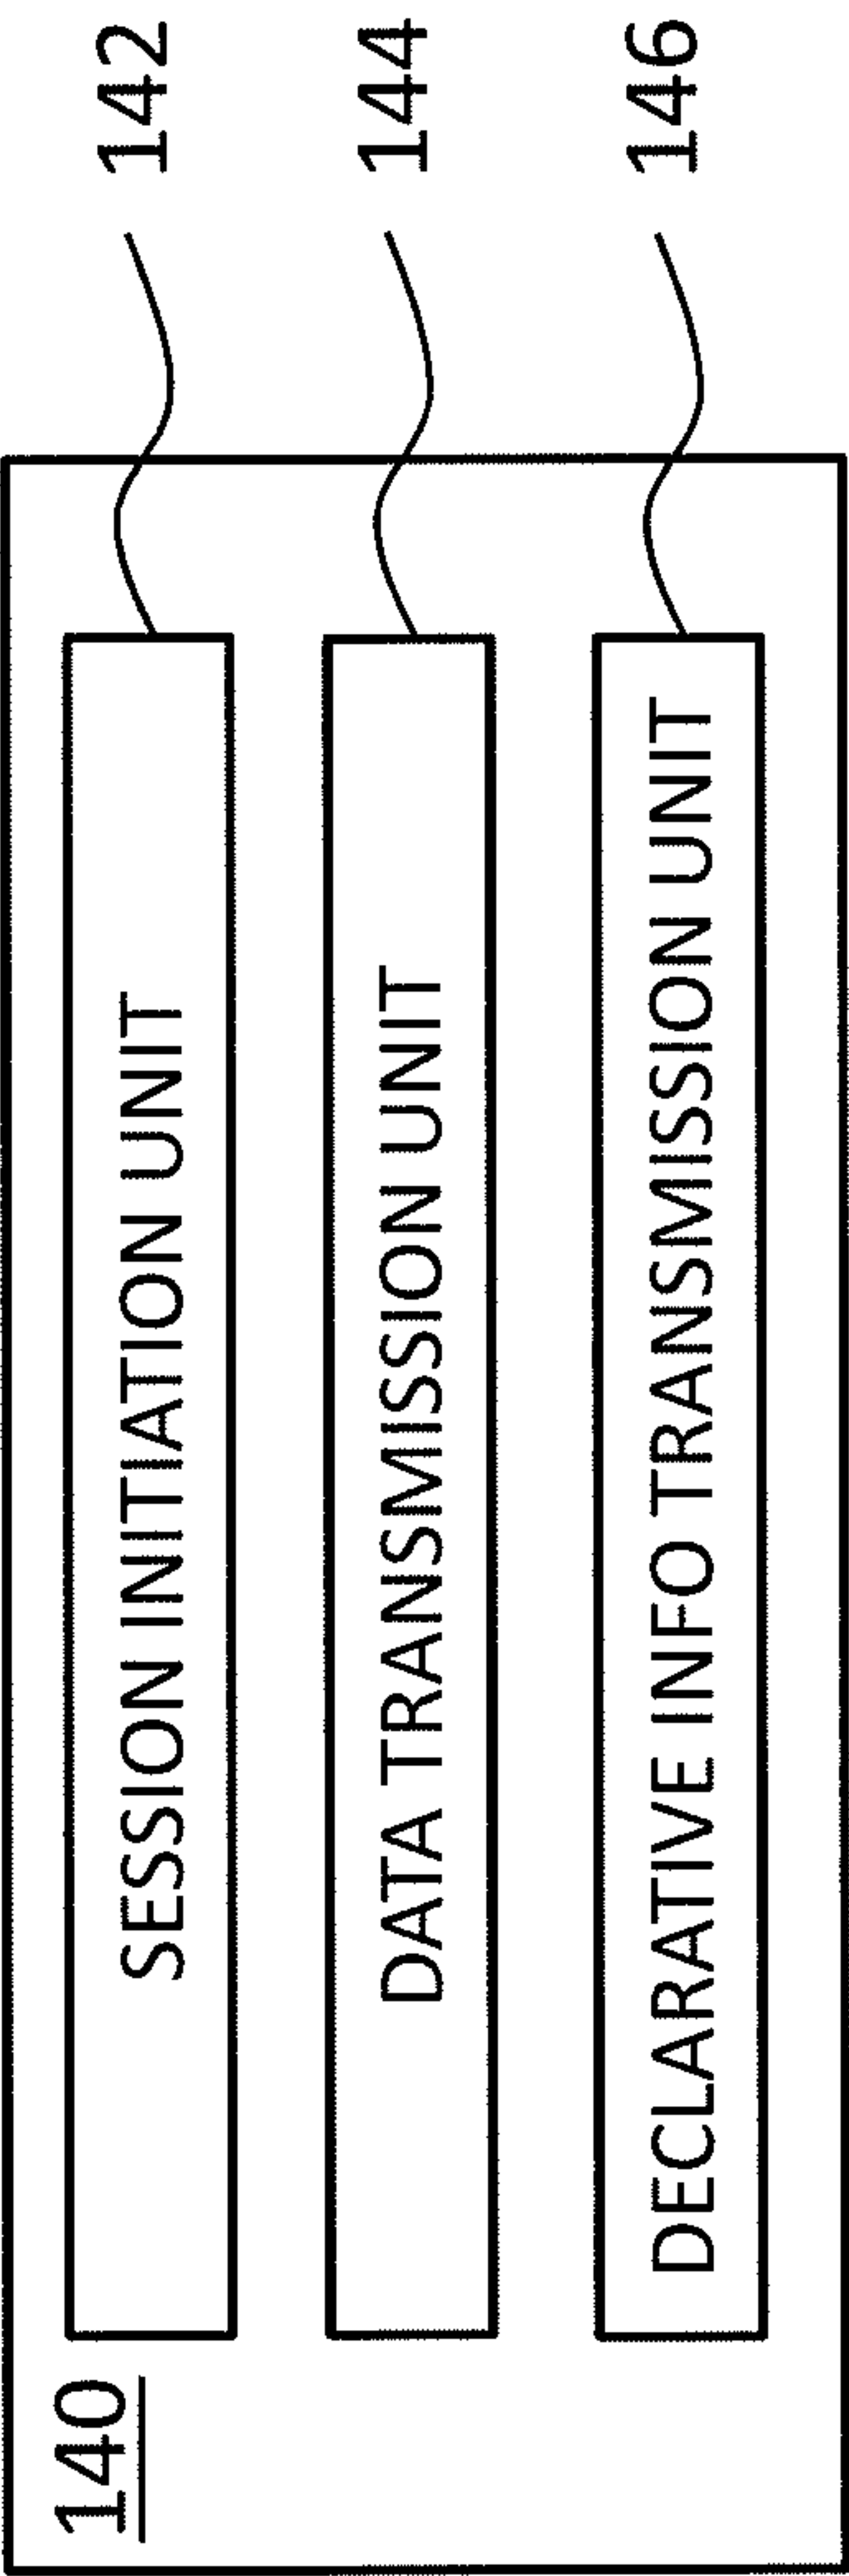 140
SESSION INITIATION UNIT
142
DATA TRANSMISSION UNIT
144
DECLARATIVE INFO TRANSMISSION UNIT
146